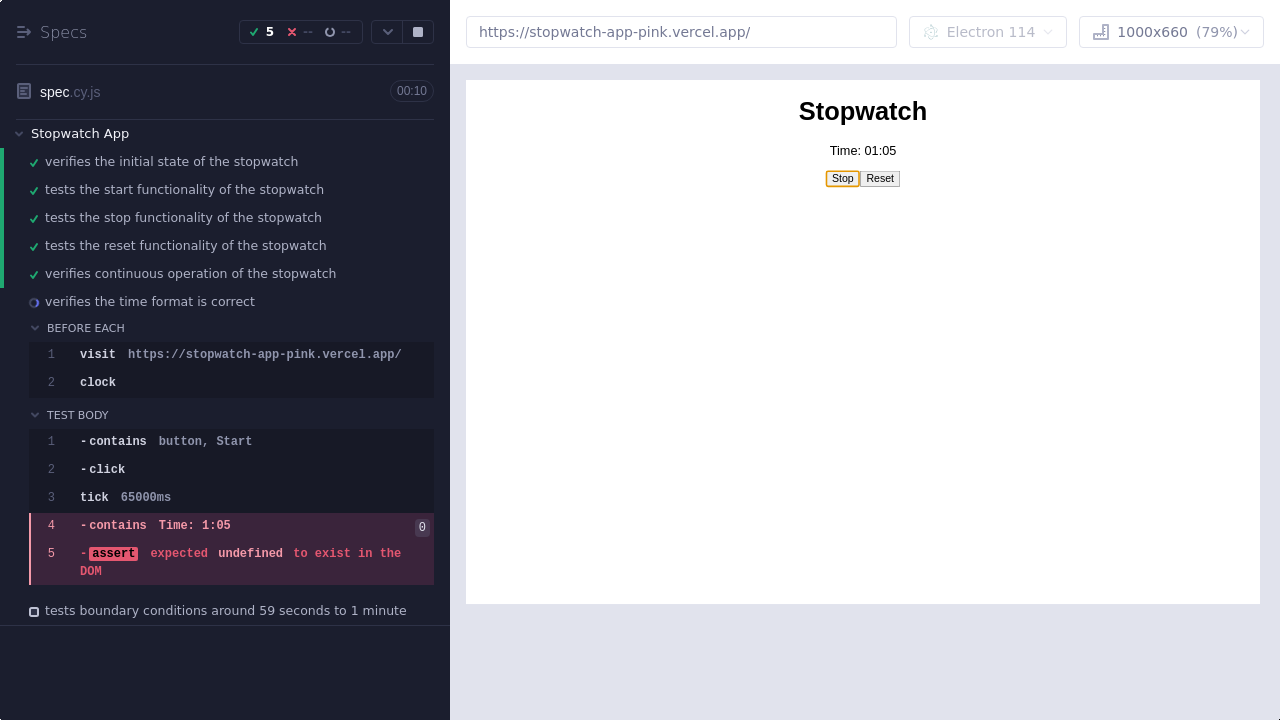 Specs
5
--
--
spec.cy.js
00:10
Stopwatch App
verifies the initial state of the stopwatch
tests the start functionality of the stopwatch
tests the stop functionality of the stopwatch
tests the reset functionality of the stopwatch
verifies continuous operation of the stopwatch
verifies the time format is correct
BEFORE EACH
1 visit https://stopwatch-app-pink.vercel.app/
2 clock
TEST BODY
1 -contains button, Start
2 -click
3 tick 65000ms
4 -contains Time: 1:05 0
5 -assert expected undefined to exist in the
DOM
tests boundary conditions around 59 seconds to 1 minute
https://stopwatch-app-pink.vercel.app/
Electron 114
1000x660 (79%)
Stopwatch
Time: 01:05
Stop Reset